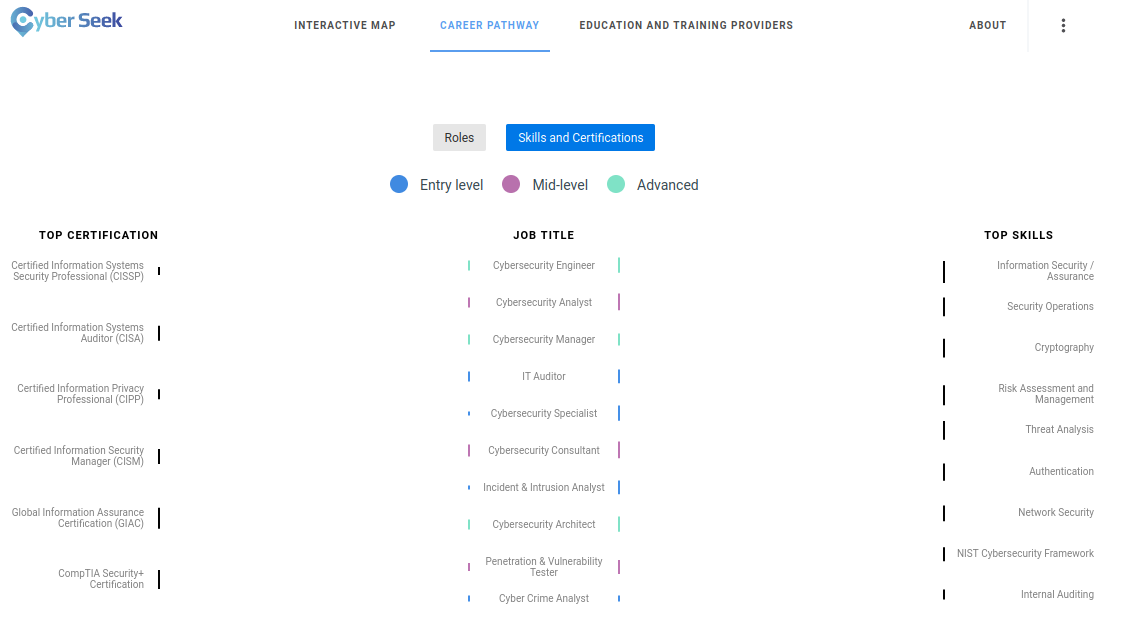 Cyber Seek
INTERACTIVE MAP
CAREER PATHWAY
EDUCATION AND TRAINING PROVIDERS
ABOUT
Roles
Skills and Certifications
Entry level
Mid-level
Advanced
TOP CERTIFICATION
Certified Information Systems
Security Professional (CISSP)
Certified Information Systems
Auditor (CISA)
Certified Information Privacy
Professional (CIPP)
Certified Information Security
Manager (CISM)
Global Information Assurance
Certification (GIAC)
CompTIA Security+
Certification
JOB TITLE
Cybersecurity Engineer
Cybersecurity Analyst
Cybersecurity Manager
IT Auditor
Cybersecurity Specialist
Cybersecurity Consultant
Incident & Intrusion Analyst
Cybersecurity Architect
Penetration & Vulnerability
Tester
Cyber Crime Analyst
TOP SKILLS
Information Security /
Assurance
Security Operations
Cryptography
Risk Assessment and
Management
Threat Analysis
Authentication
Network Security
NIST Cybersecurity Framework
Internal Auditing